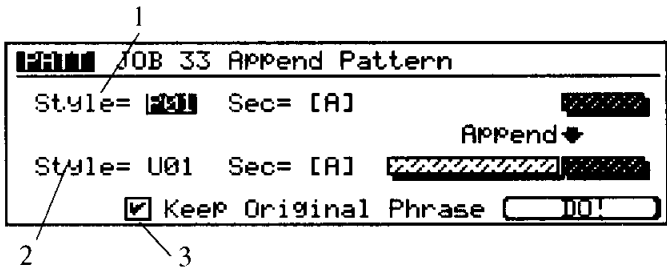 1
PATT JOB 33 Append Pattern
Style= P01 Sec= [A]
Append
Style= U01 Sec= [A]
Keep Original Phrase DO!
2 3